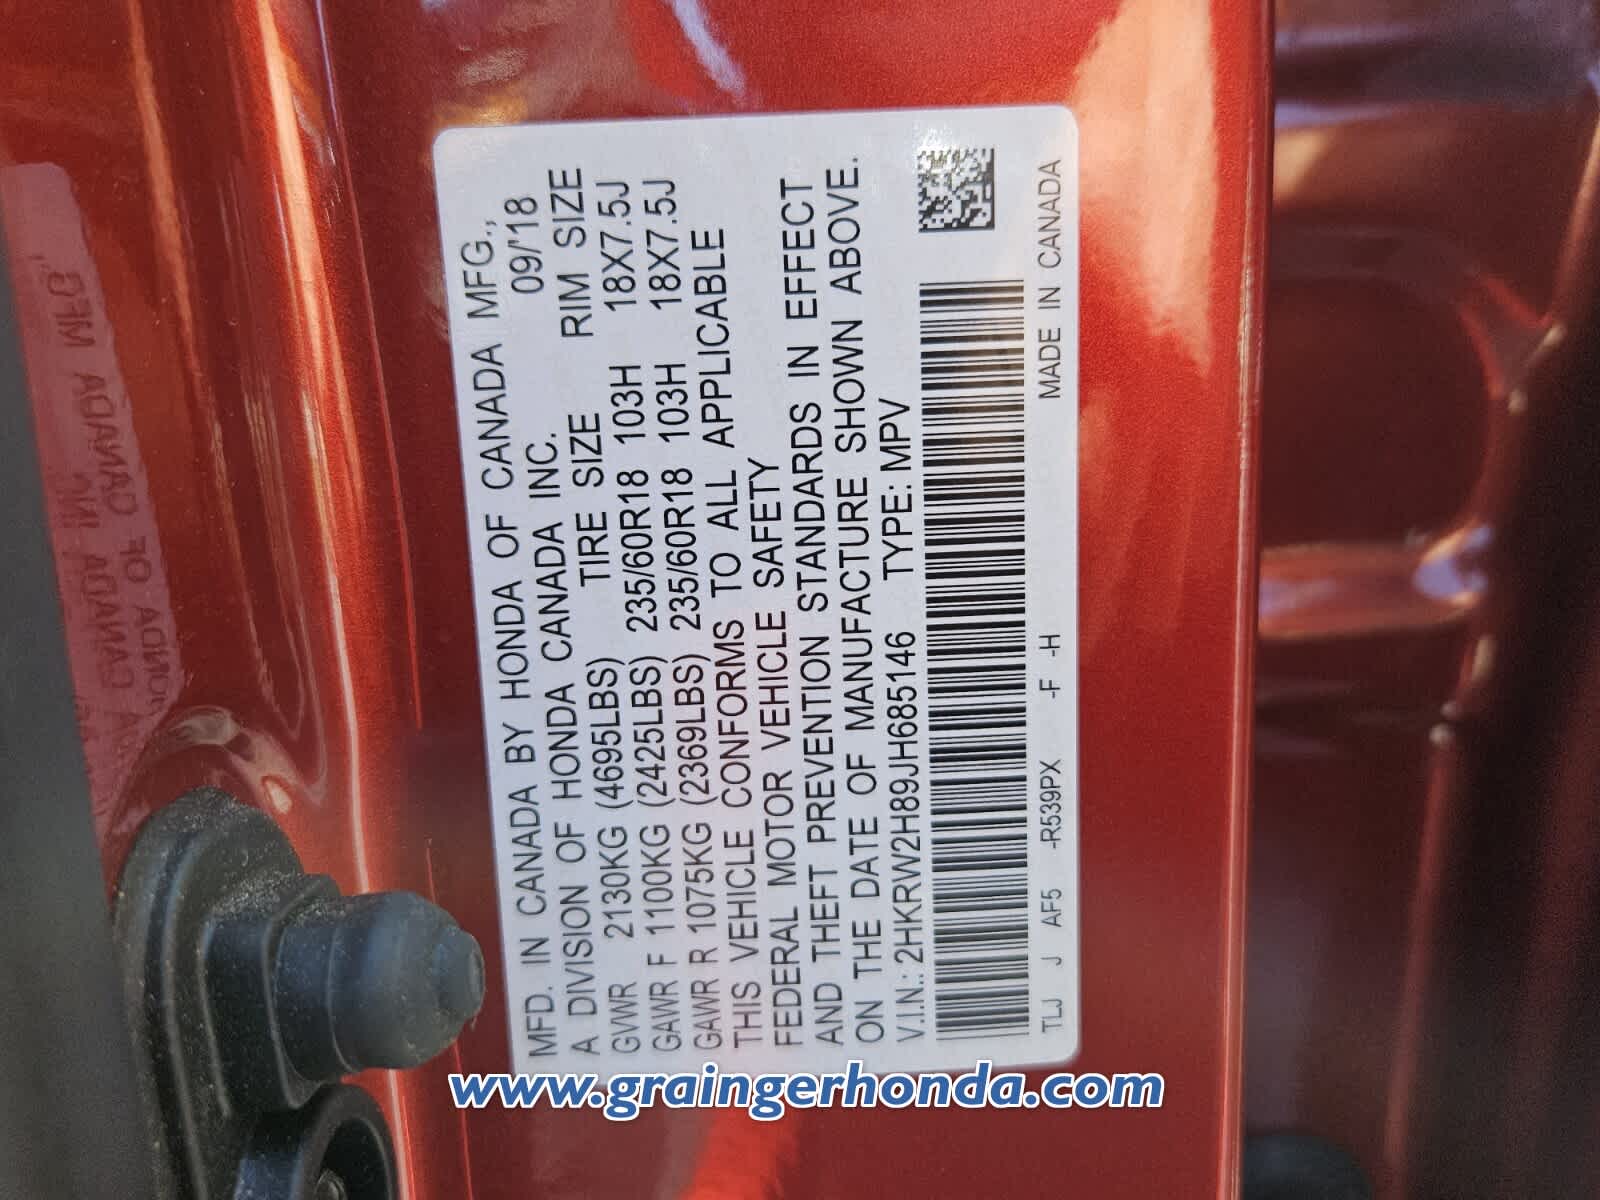 MFD. IN CANADA BY HONDA OF CANADA MFG.,
A DIVISION OF HONDA CANADA INC. 09/'18
TIRE SIZE RIM SIZE
GVWR 2130KG (4695LBS)
GAWR F 1100KG (2425LBS) 235/60R18 103H 18X7.5J
GAWR R 1075KG (2369LBS) 235/60R18 103H 18X7.5J
THIS VEHICLE CONFORMS TO ALL APPLICABLE
FEDERAL MOTOR VEHICLE SAFETY
AND THEFT PREVENTION STANDARDS IN EFFECT
ON THE DATE OF MANUFACTURE SHOWN ABOVE.
V.I.N.: 2HKRW2H89JH685146 TYPE: MPV
TLJ J AF5 -R539PX -F -H MADE IN CANADA
www.graingerhonda.com